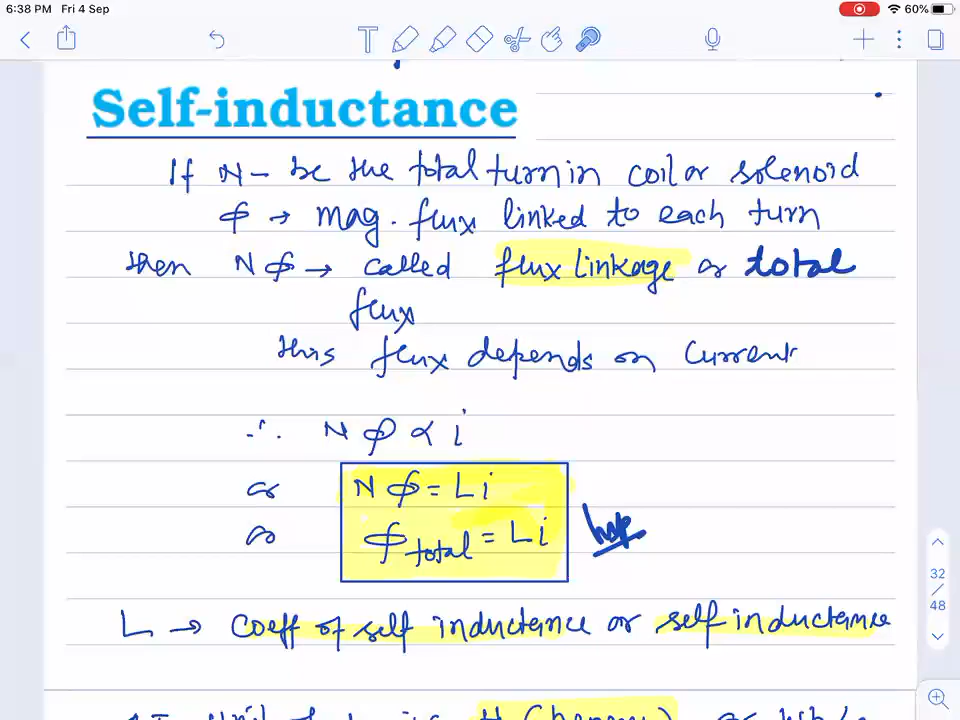 6:38 PM Fri 4 Sep
60%
Self-inductance
If N - be the total turn in coil or solenoid
φ → mag. flux linked to each turn
then Nφ → called flux linkage or total
flux
this flux depends on current
∴ Nφ ∝ i
or Nφ = Li
or φ total = Li
L → coeff of self inductance or self inductance
32
/
48
H (henry)